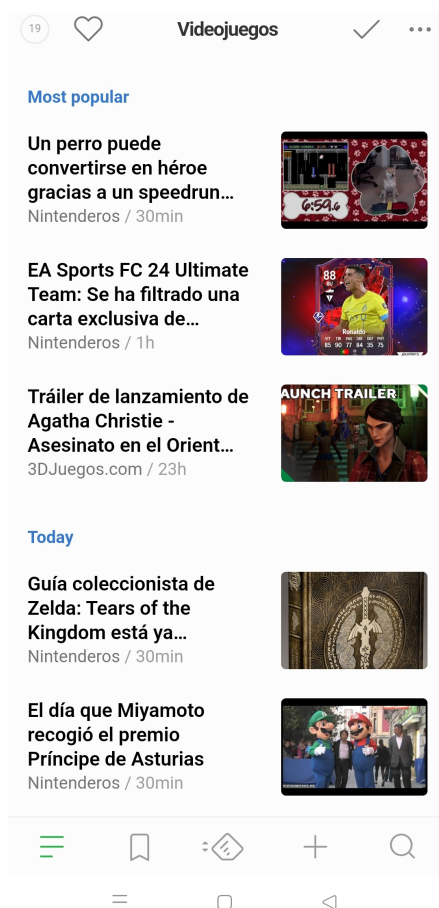 19
Videojuegos
Most popular
Un perro puede
convertirse en héroe
gracias a un speedrun…
Nintenderos / 30min
6:59.6
EA Sports FC 24 Ultimate
Team: Se ha filtrado una
carta exclusiva de…
Nintenderos / 1h
88
Ronaldo
85 90 77 84 35 75
Tráiler de lanzamiento de
Agatha Christie -
Asesinato en el Orient…
3DJuegos.com / 23h
AUNCH TRAILER
Today
Guía coleccionista de
Zelda: Tears of the
Kingdom está ya…
Nintenderos / 30min
El día que Miyamoto
recogió el premio
Príncipe de Asturias
Nintenderos / 30min